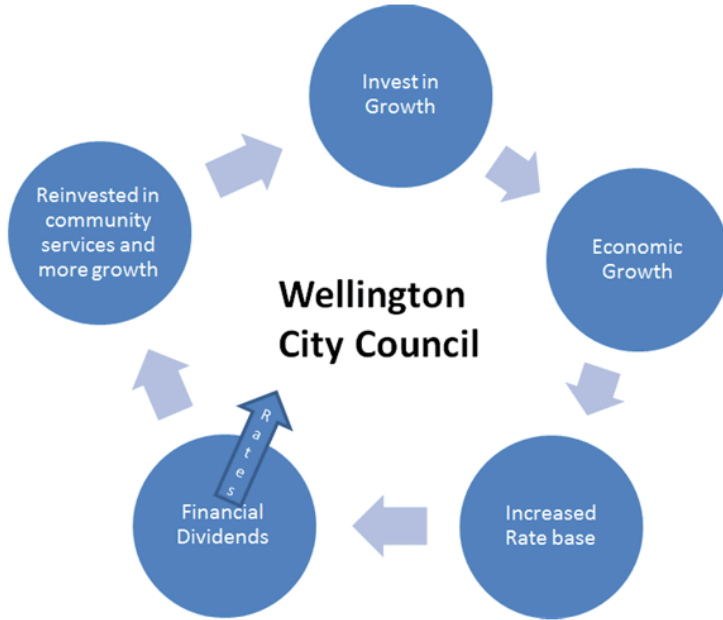 Invest in
Growth
Reinvested in
community
services and
more growth
Economic
Growth
Wellington
City Council
Rates
Financial
Dividends
Increased
Rate base